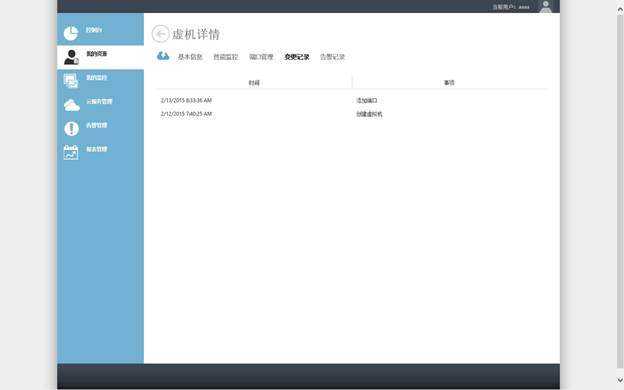 当前用户：aaaa
控制台
我的资源
我的监控
云服务管理
告警管理
报表管理
虚机详情
基本信息 性能监控 端口管理 变更记录 告警记录
时间 事项
2/13/2015 8:33:36 AM 添加端口
2/12/2015 7:40:25 AM 创建虚拟机